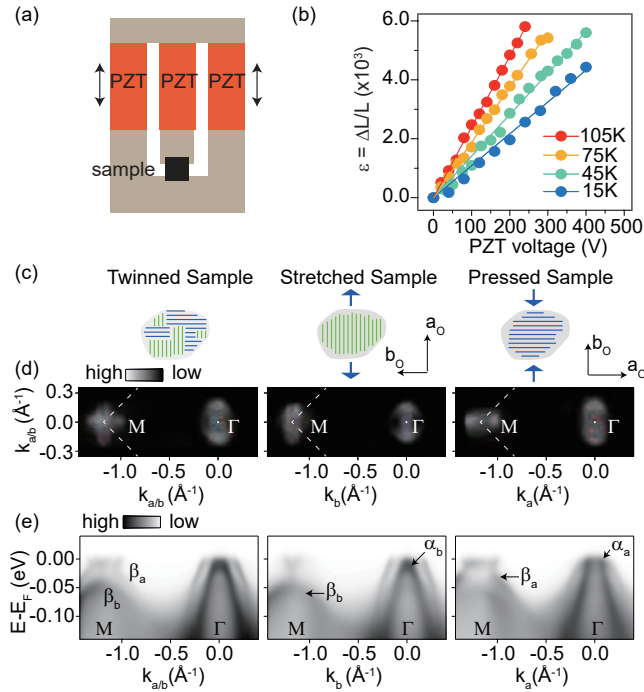 (a)
PZT PZT PZT
sample
(b)
ε = ΔL/L (x10³)
6.0
4.0
2.0
0.0
105K
75K
45K
15K
0 100 200 300 400 500
PZT voltage (V)
(c) Twinned Sample Stretched Sample Pressed Sample
a_O
b_O
b_O
a_O
(d) high low
k_a/b (Å⁻¹)
0.3
0.0
-0.3
M Γ M Γ M Γ
-1.0 -0.5 0.0 -1.0 -0.5 0.0 -1.0 -0.5 0.0
k_a/b(Å⁻¹) k_b(Å⁻¹) k_a(Å⁻¹)
(e) high low
E-E_F (eV)
0.00
-0.05
-0.10
β_a
β_b
M Γ
α_b
β_b
M Γ
α_a
β_a
M Γ
-1.0 -0.5 0.0 -1.0 -0.5 0.0 -1.0 -0.5 0.0
k_a/b(Å⁻¹) k_b(Å⁻¹) k_a(Å⁻¹)